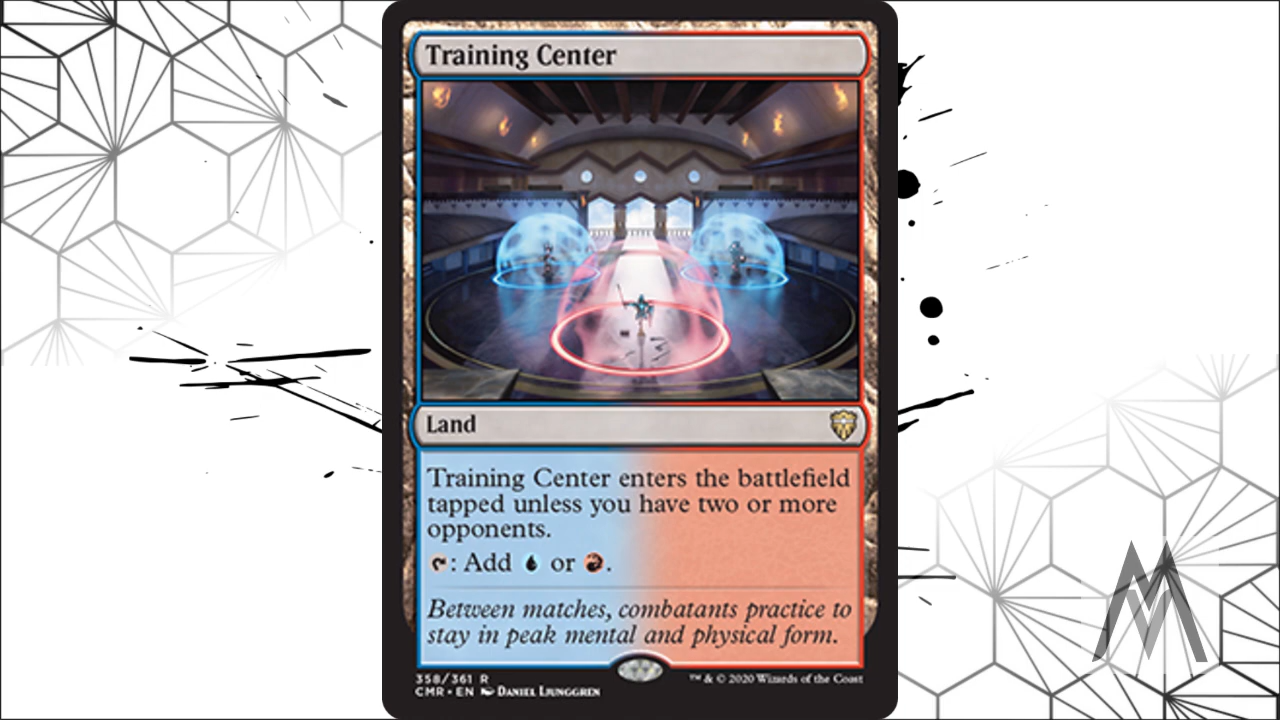 Training Center
Land
Training Center enters the battlefield
tapped unless you have two or more
opponents.
: Add or .
Between matches, combatants practice to
stay in peak mental and physical form.
358/361 R
CMR • EN Daniel Ljunggren
™ & © 2020 Wizards of the Coast